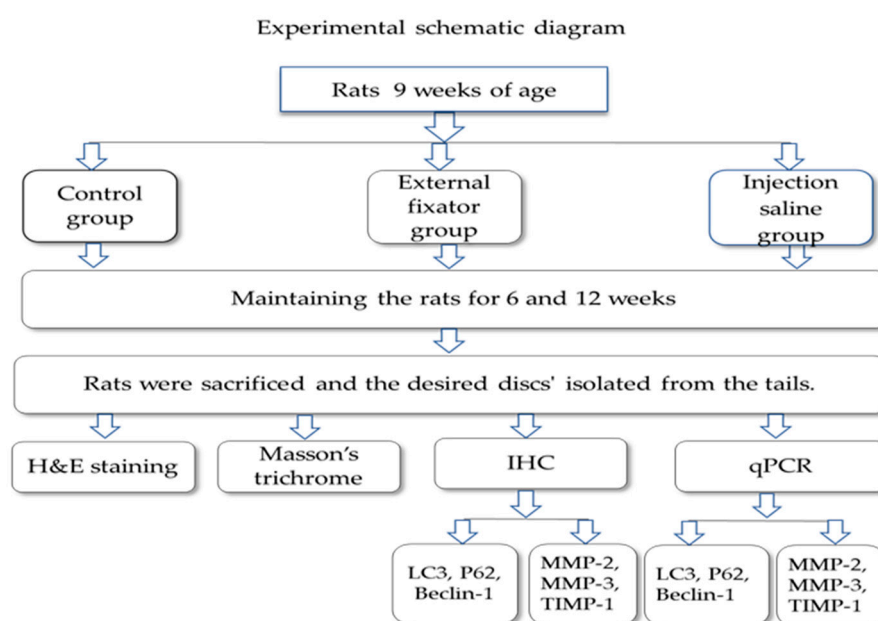 Experimental schematic diagram
Rats 9 weeks of age
Control
group
External
fixator
group
Injection
saline
group
Maintaining the rats for 6 and 12 weeks
Rats were sacrificed and the desired discs' isolated from the tails.
H&E staining
Masson's
trichrome
IHC
qPCR
LC3, P62,
Beclin-1
MMP-2,
MMP-3,
TIMP-1
LC3, P62,
Beclin-1
MMP-2,
MMP-3,
TIMP-1